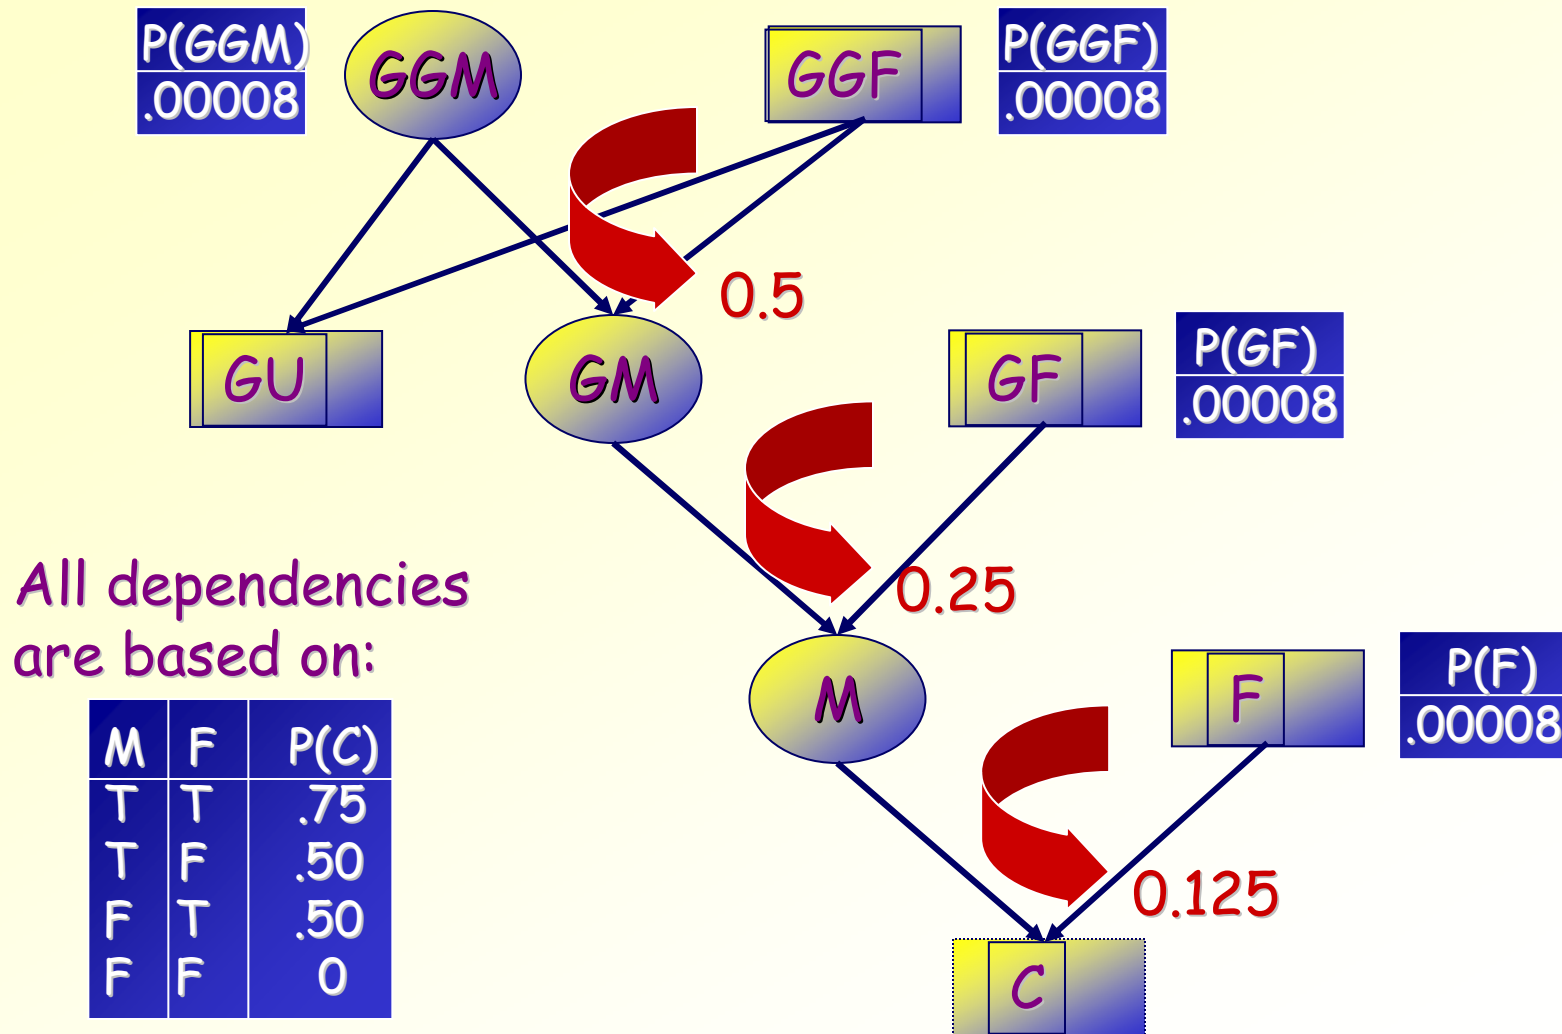 P(GGM)
.00008
GGM
GGF
P(GGF)
.00008
0.5
GU
GM
GF
P(GF)
.00008
0.25
All dependencies
are based on:
M
F
P(F)
.00008
M F P(C)
T T .75
T F .50
F T .50
F F 0
0.125
C